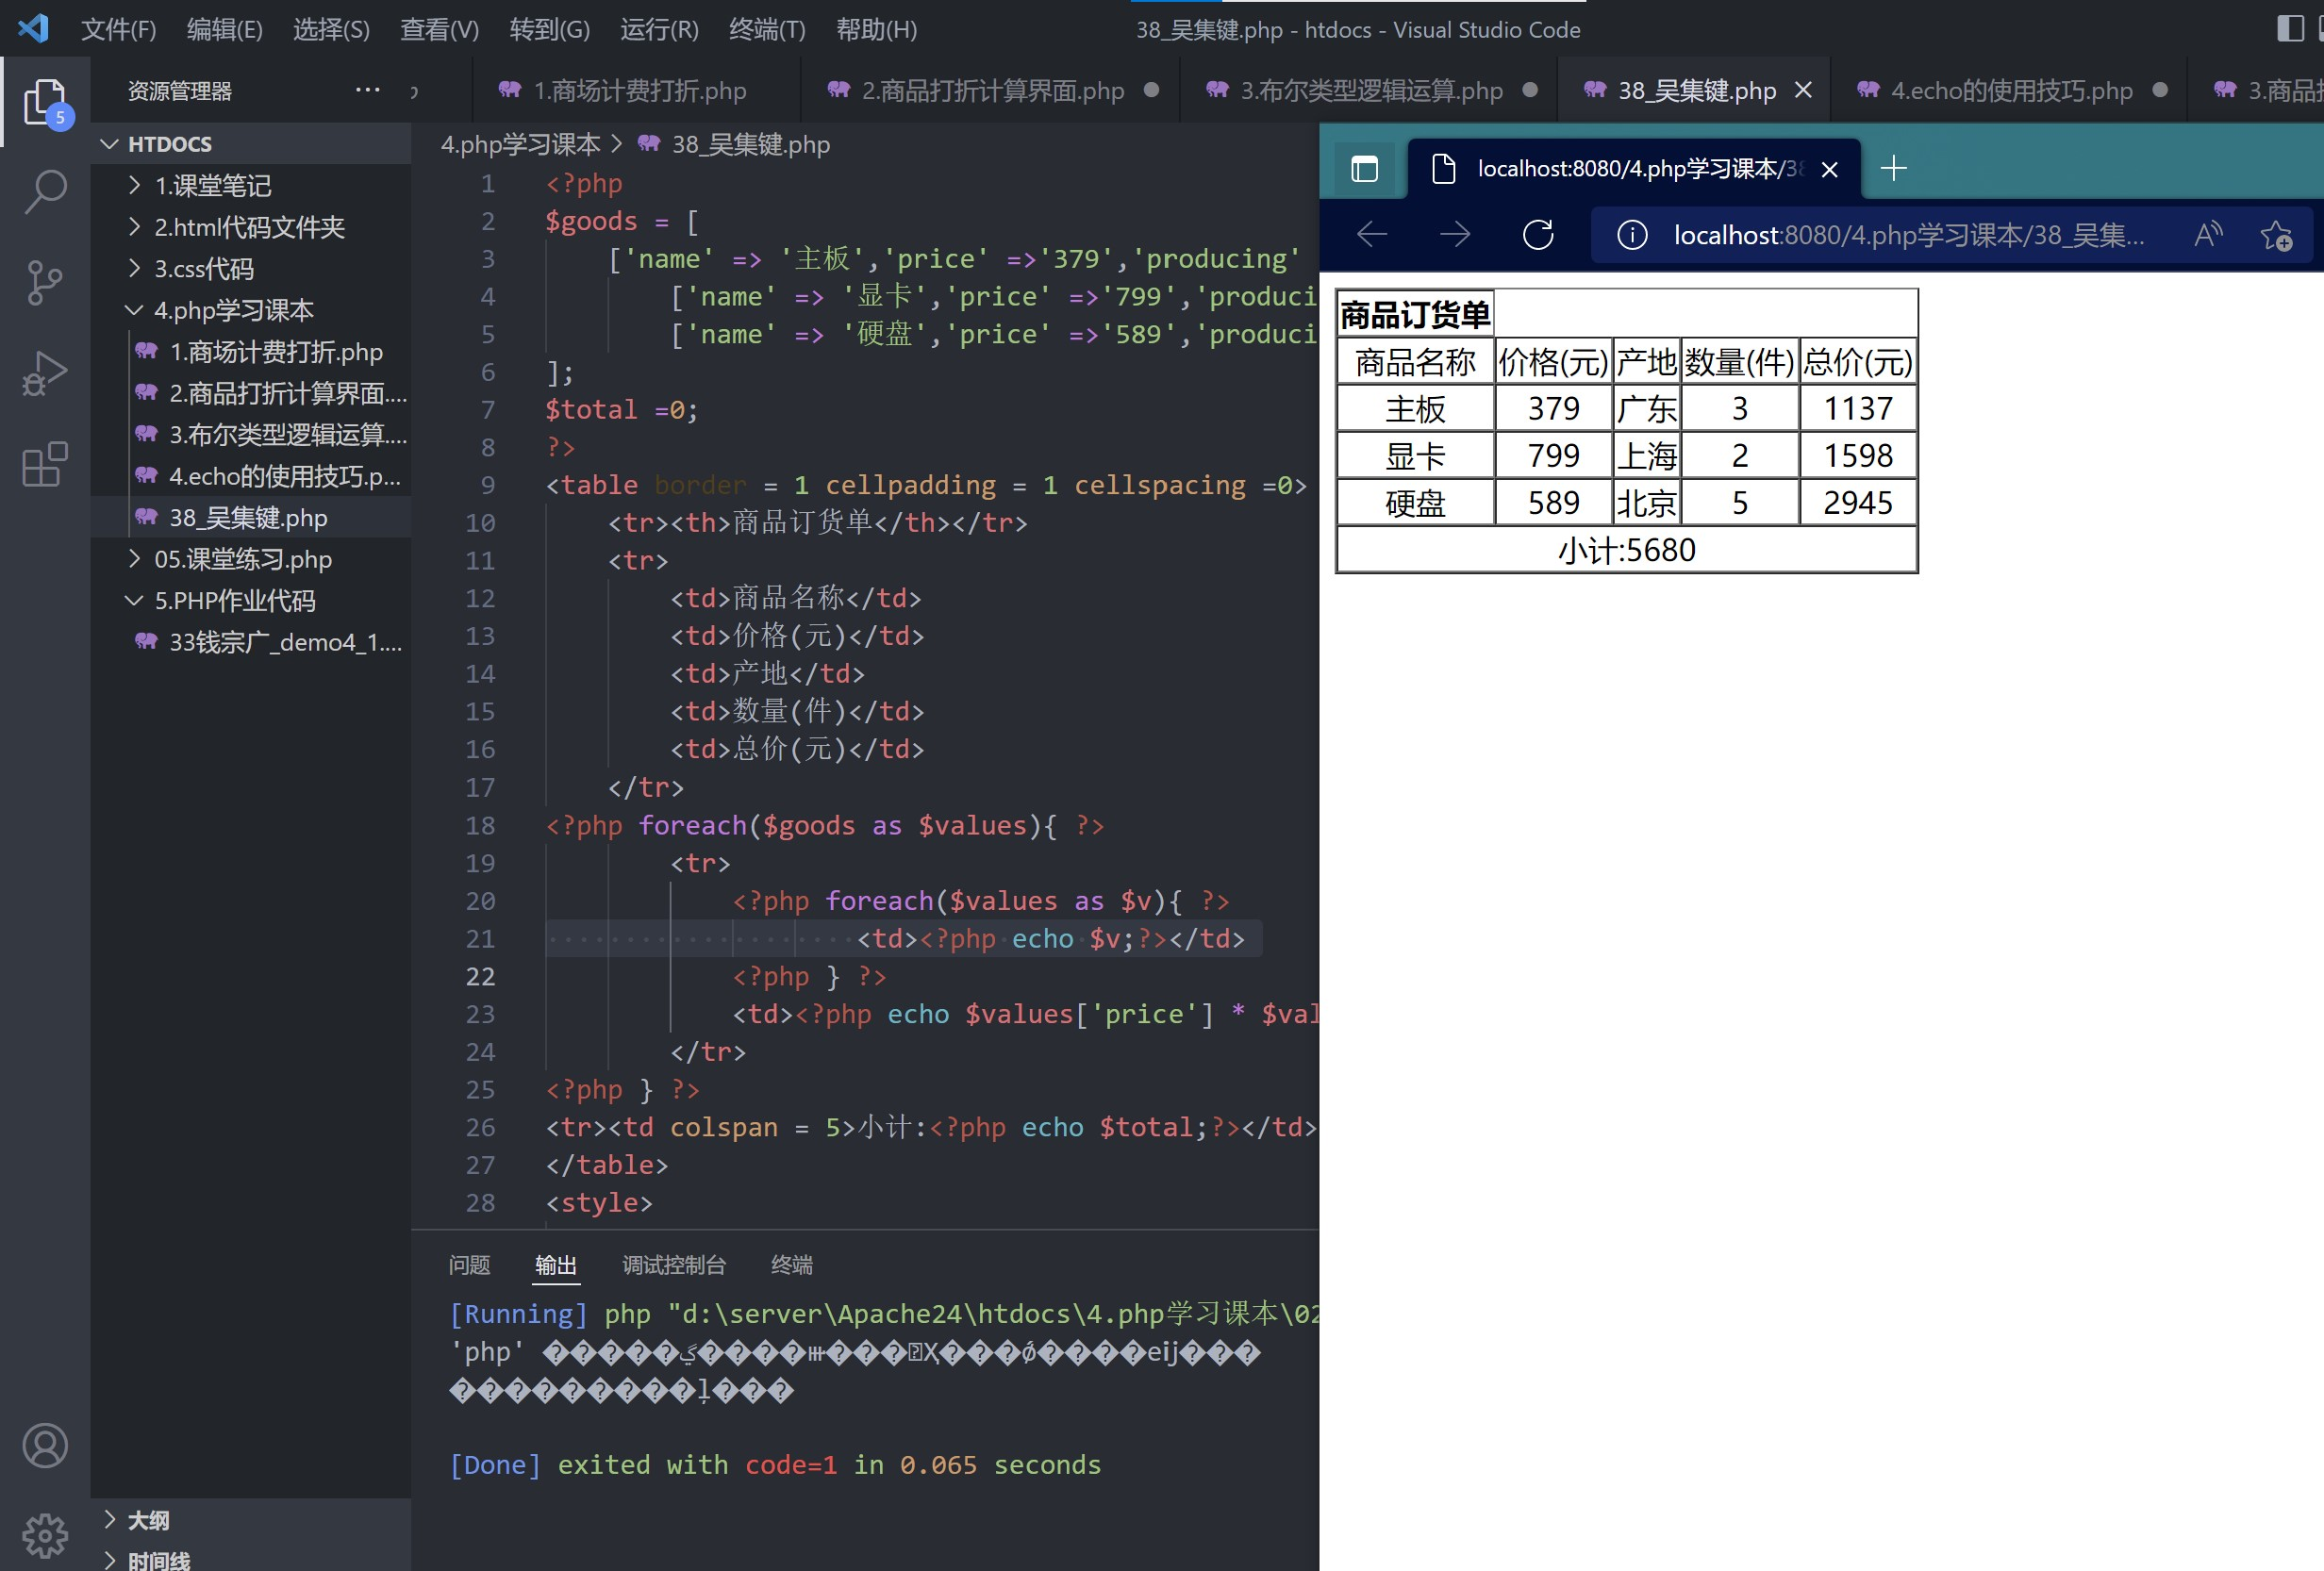 文件(F) 编辑(E) 选择(S) 查看(V) 转到(G) 运行(R) 终端(T) 帮助(H) 38_吴集键.php - htdocs - Visual Studio Code
资源管理器 ··· 1.商场计费打折.php 2.商品打折计算界面.php 3.布尔类型逻辑运算.php 38_吴集键.php 4.echo的使用技巧.php 3.商品
5
HTDOCS
1.课堂笔记
2.html代码文件夹
3.css代码
4.php学习课本
1.商场计费打折.php
2.商品打折计算界面....
3.布尔类型逻辑运算....
4.echo的使用技巧.p...
38_吴集键.php
05.课堂练习.php
5.PHP作业代码
33钱宗广_demo4_1....
大纲
时间线
4.php学习课本 > 38_吴集键.php
1 <?php
2 $goods = [
3 ['name' => '主板','price' =>'379','producing'
4 ['name' => '显卡','price' =>'799','produci
5 ['name' => '硬盘','price' =>'589','produci
6 ];
7 $total =0;
8 ?>
9 <table border = 1 cellpadding = 1 cellspacing =0>
10 <tr><th>商品订货单</th></tr>
11 <tr>
12 <td>商品名称</td>
13 <td>价格(元)</td>
14 <td>产地</td>
15 <td>数量(件)</td>
16 <td>总价(元)</td>
17 </tr>
18 <?php foreach($goods as $values){ ?>
19 <tr>
20 <?php foreach($values as $v){ ?>
21 <td><?php echo $v;?></td>
22 <?php } ?>
23 <td><?php echo $values['price'] * $val
24 </tr>
25 <?php } ?>
26 <tr><td colspan = 5>小计:<?php echo $total;?></td>
27 </table>
28 <style>
问题 输出 调试控制台 终端
[Running] php "d:\server\Apache24\htdocs\4.php学习课本\02
'php'
[Done] exited with code=1 in 0.065 seconds
localhost:8080/4.php学习课本/38
localhost:8080/4.php学习课本/38_吴集...
商品订货单
商品名称 价格(元) 产地 数量(件) 总价(元)
主板 379 广东 3 1137
显卡 799 上海 2 1598
硬盘 589 北京 5 2945
小计:5680